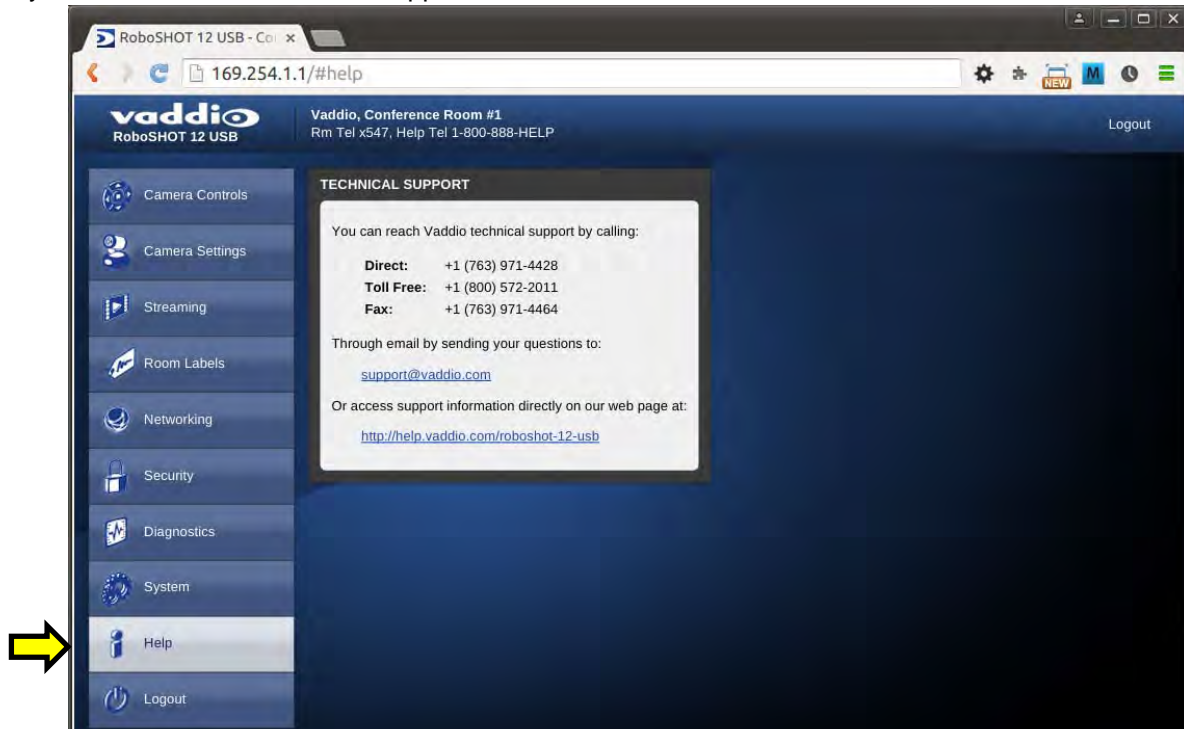 RoboSHOT 12 USB - Co
169.254.1.1/#help
NEW
M
vaddio
RoboSHOT 12 USB
Vaddio, Conference Room #1
Rm Tel x547, Help Tel 1-800-888-HELP
Logout
Camera Controls
Camera Settings
Streaming
Room Labels
Networking
Security
Diagnostics
System
Help
Logout
TECHNICAL SUPPORT
You can reach Vaddio technical support by calling:
Direct: +1 (763) 971-4428
Toll Free: +1 (800) 572-2011
Fax: +1 (763) 971-4464
Through email by sending your questions to:
support@vaddio.com
Or access support information directly on our web page at:
http://help.vaddio.com/roboshot-12-usb